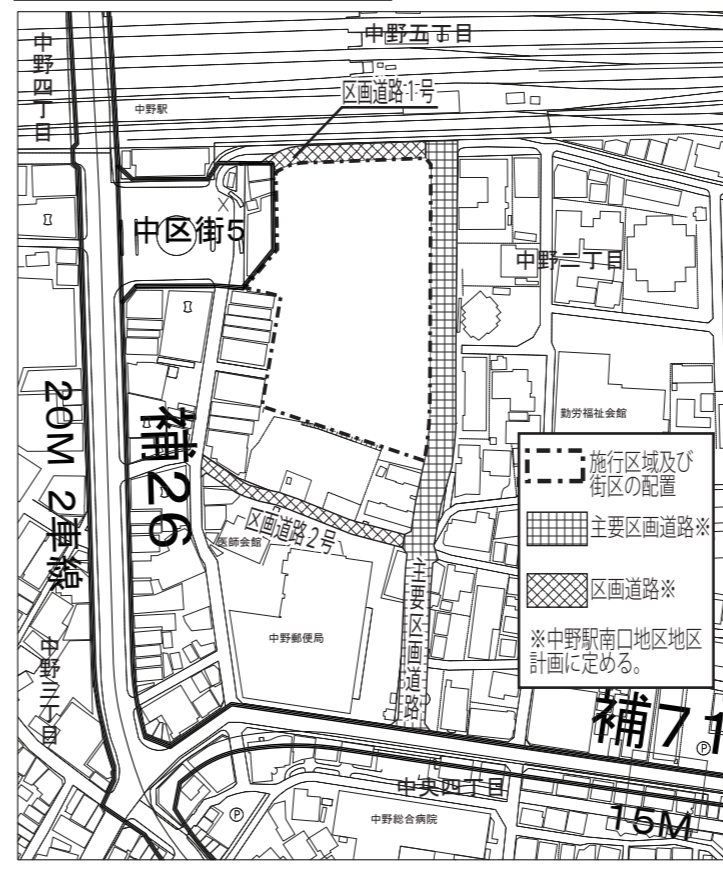 中野五丁目
中野四丁目
区画道路1号
中野駅
中区街5
中野二丁目
勤労福祉会館
20M 2車線
補26
施行区域及び
街区の配置
主要区画道路※
区画道路※
※中野駅南口地区地区
計画に定める。
区画道路2号
医師会館
主要区画道路
中野郵便局
中野三丁目
補71
P
中央四丁目
P
中野総合病院
15M